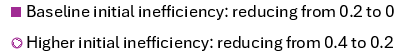 Baseline initial inefficiency: reducing from 0.2 to 0
Higher initial inefficiency: reducing from 0.4 to 0.2